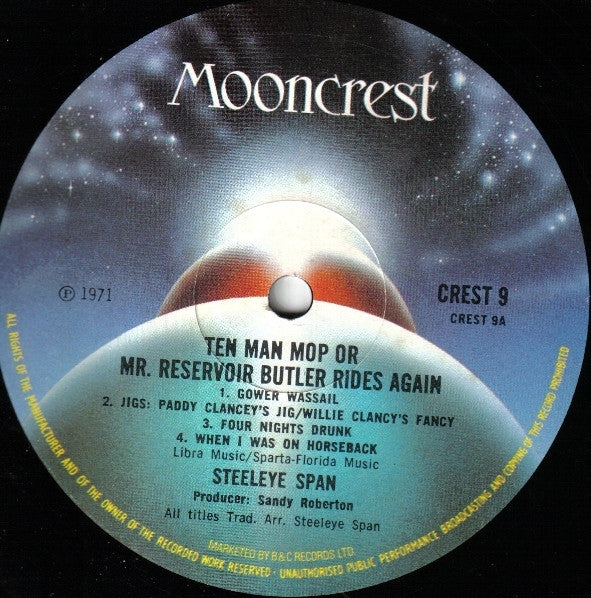 Mooncrest
℗ 1971
CREST 9
CREST 9A
TEN MAN MOP OR
MR. RESERVOIR BUTLER RIDES AGAIN
1. GOWER WASSAIL
2. JIGS: PADDY CLANCEY'S JIG/WILLIE CLANCY'S FANCY
3. FOUR NIGHTS DRUNK
4. WHEN I WAS ON HORSEBACK
Libra Music/Sparta-Florida Music
STEELEYE SPAN
Producer: Sandy Roberton
All titles Trad. Arr. Steeleye Span
MARKETED BY B&C RECORDS LTD.
ALL RIGHTS OF THE MANUFACTURER AND OF THE OWNER OF THE RECORDED WORK RESERVED · UNAUTHORISED PUBLIC PERFORMANCE BROADCASTING AND COPYING OF THIS RECORD PROHIBITED